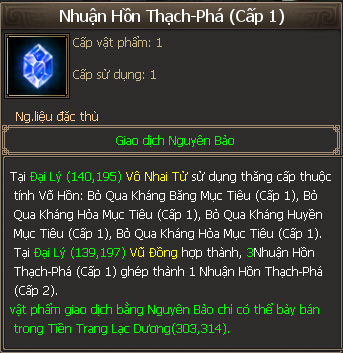 Nhuận Hồn Thạch-Phá (Cấp 1)
Cấp vật phẩm: 1
Cấp sử dụng: 1
Ng.liệu đặc thù
Giao dịch Nguyên Bảo
Tại Đại Lý (140,195) Vô Nhai Tử sử dụng thăng cấp thuộc
tính Võ Hồn: Bỏ Qua Kháng Băng Mục Tiêu (Cấp 1), Bỏ
Qua Kháng Hỏa Mục Tiêu (Cấp 1), Bỏ Qua Kháng Huyền
Mục Tiêu (Cấp 1), Bỏ Qua Kháng Độc Mục Tiêu (Cấp 1).
Tại Đại Lý (139,197) Vũ Đồng hợp thành, 3Nhuận Hồn
Thạch-Phá (Cấp 1) ghép thành 1 Nhuận Hồn Thạch-Phá
(Cấp 2).
vật phẩm giao dịch bằng Nguyên Bảo chỉ có thể bày bán
trong Tiền Trang Lạc Dương(303,314).